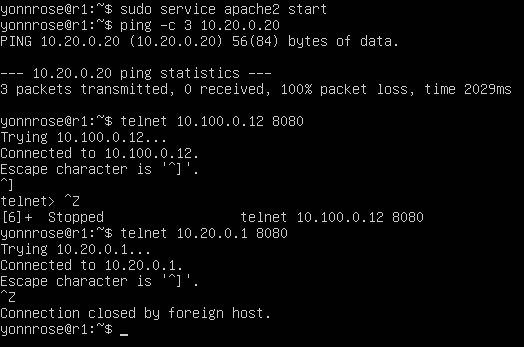 yonnrose@r1:~$ sudo service apache2 start
yonnrose@r1:~$ ping -c 3 10.20.0.20
PING 10.20.0.20 (10.20.0.20) 56(84) bytes of data.
--- 10.20.0.20 ping statistics ---
3 packets transmitted, 0 received, 100% packet loss, time 2029ms
yonnrose@r1:~$ telnet 10.100.0.12 8080
Trying 10.100.0.12...
Connected to 10.100.0.12.
Escape character is '^]'.
^]
telnet> ^Z
[6]+  Stopped                 telnet 10.100.0.12 8080
yonnrose@r1:~$ telnet 10.20.0.1 8080
Trying 10.20.0.1...
Connected to 10.20.0.1.
Escape character is '^]'.
^Z
Connection closed by foreign host.
yonnrose@r1:~$ _